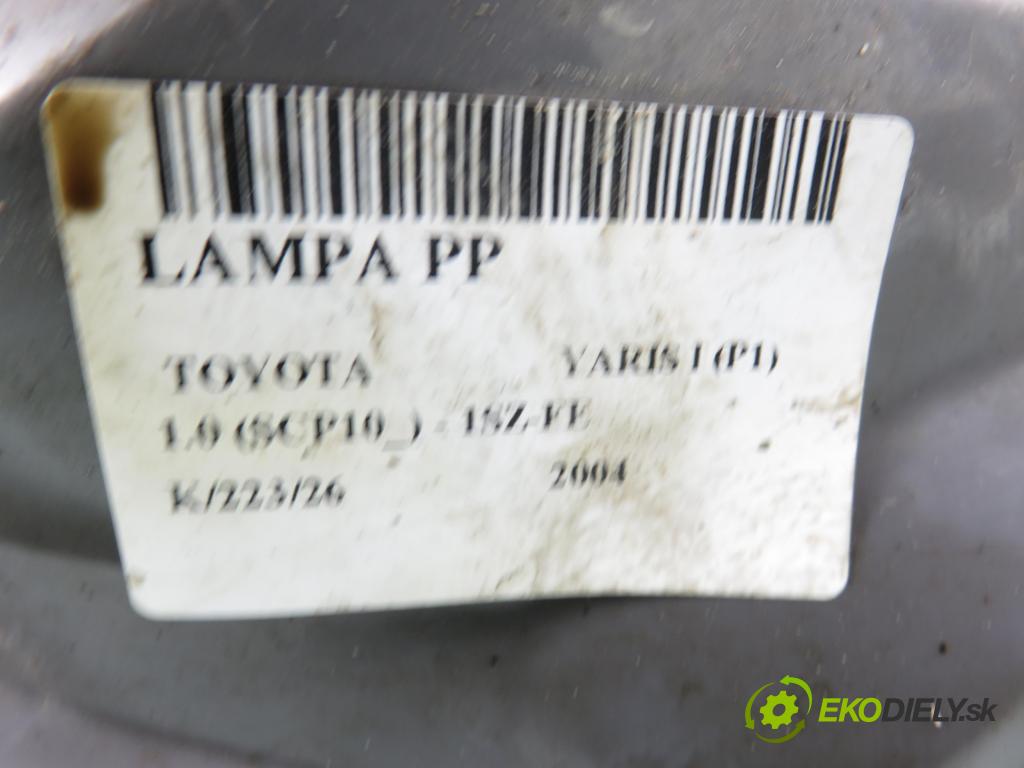 LAMPA PP
TOYOTA YARIS I (P1)
1.0 (SCP10_) - 1SZ-FE
K/223/26 2004
EKODIELY.sk